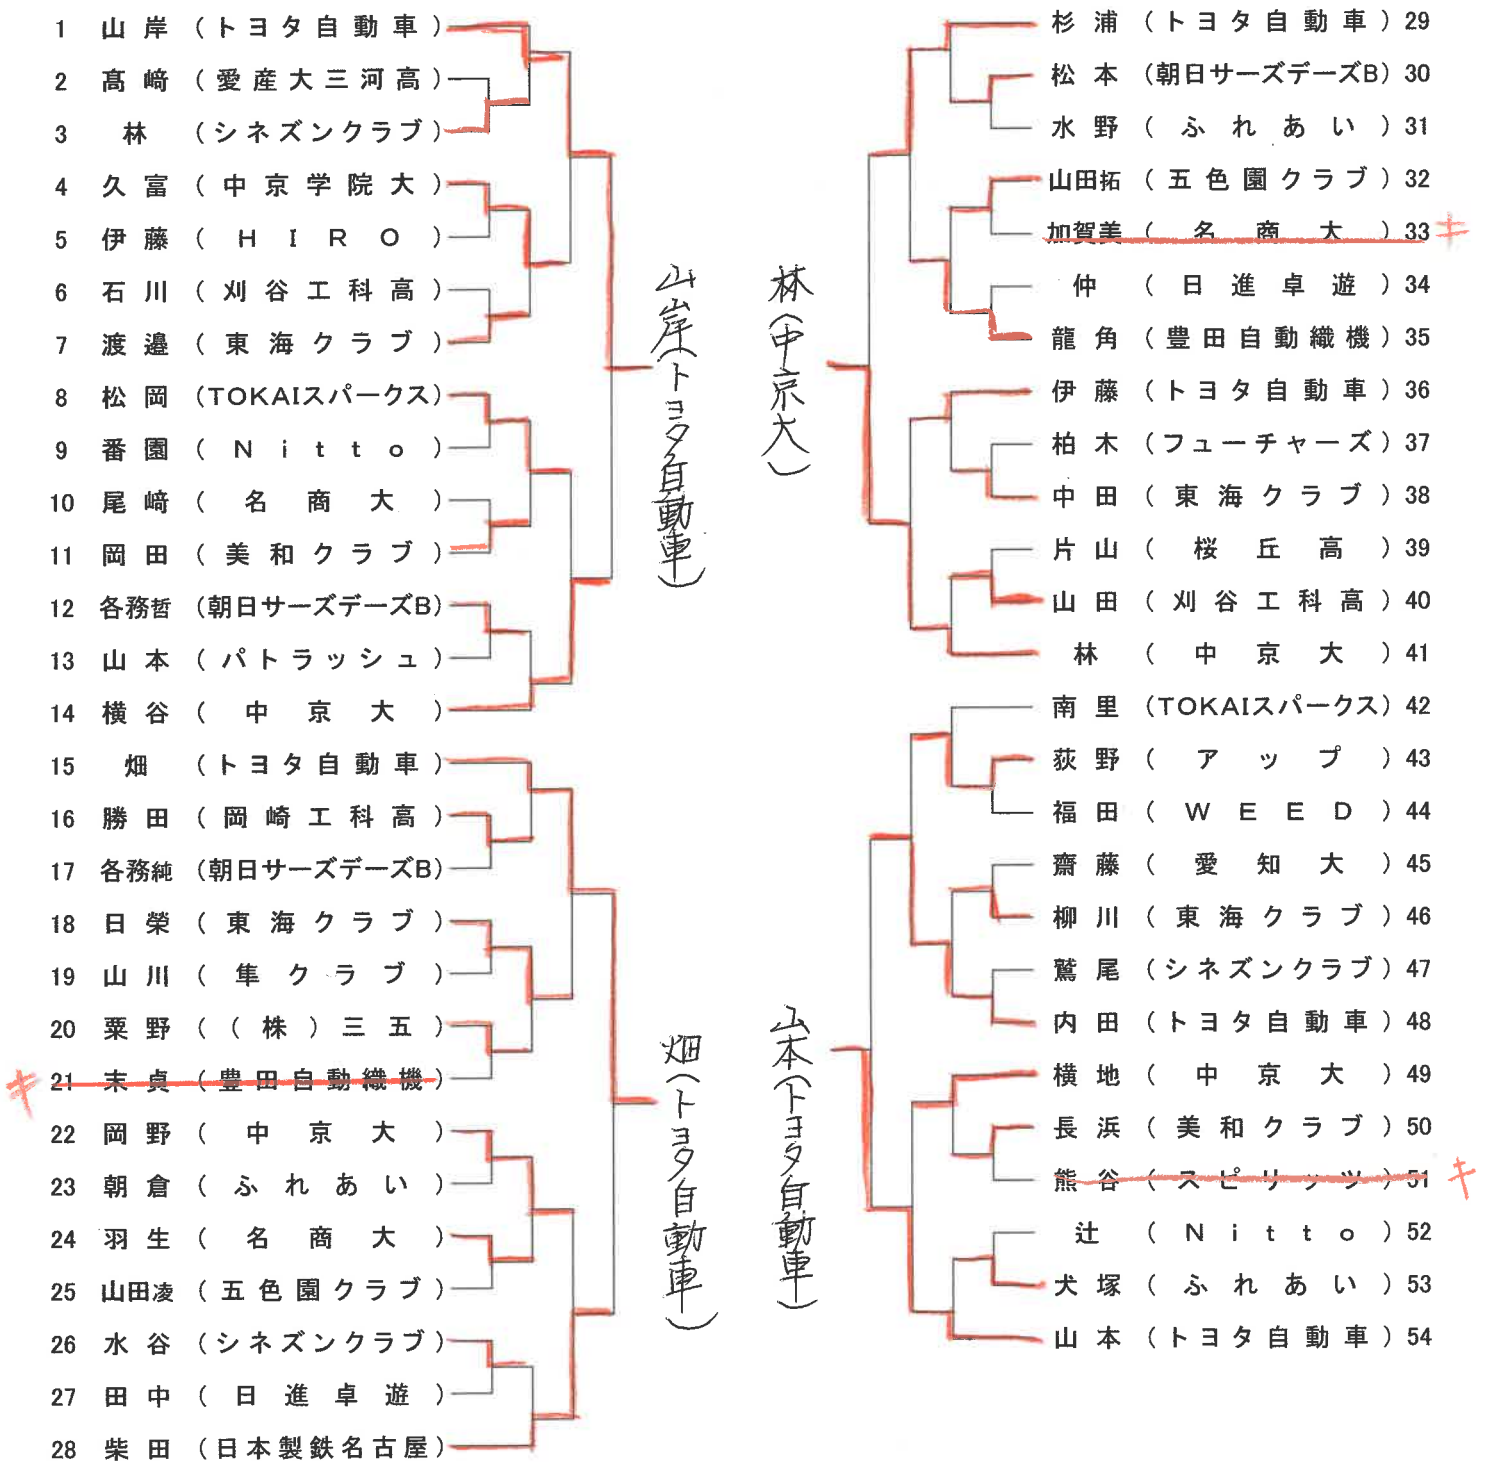 1 山岸 (トヨタ自動車)
2 髙﨑 (愛産大三河高)
3 林 (シネズンクラブ)
4 久富 (中京学院大)
5 伊藤 (HIRO)
6 石川 (刈谷工科高)
7 渡邉 (東海クラブ)
8 松岡 (TOKAIスパークス)
9 番園 (Nitto)
10 尾﨑 (名商大)
11 岡田 (美和クラブ)
12 各務哲 (朝日サーズデーズB)
13 山本 (パトラッシュ)
14 横谷 (中京大)
15 畑 (トヨタ自動車)
16 勝田 (岡崎工科高)
17 各務純 (朝日サーズデーズB)
18 日榮 (東海クラブ)
19 山川 (隼クラブ)
20 粟野 ((株)三五)
キ 21 末貞 (豊田自動織機)
22 岡野 (中京大)
23 朝倉 (ふれあい)
24 羽生 (名商大)
25 山田凌 (五色園クラブ)
26 水谷 (シネズンクラブ)
27 田中 (日進卓遊)
28 柴田 (日本製鉄名古屋)
山岸(トヨタ自動車)
畑(トヨタ自動車)
林(中京大)
山本(トヨタ自動車)
杉浦 (トヨタ自動車) 29
松本 (朝日サーズデーズB) 30
水野 (ふれあい) 31
山田拓 (五色園クラブ) 32
加賀美 (名商大) 33 キ
仲 (日進卓遊) 34
龍角 (豊田自動織機) 35
伊藤 (トヨタ自動車) 36
柏木 (フューチャーズ) 37
中田 (東海クラブ) 38
片山 (桜丘高) 39
山田 (刈谷工科高) 40
林 (中京大) 41
南里 (TOKAIスパークス) 42
荻野 (アップ) 43
福田 (WEED) 44
齋藤 (愛知大) 45
柳川 (東海クラブ) 46
鷲尾 (シネズンクラブ) 47
内田 (トヨタ自動車) 48
横地 (中京大) 49
長浜 (美和クラブ) 50
熊谷 (スピリッツ) 51 キ
辻 (Nitto) 52
犬塚 (ふれあい) 53
山本 (トヨタ自動車) 54